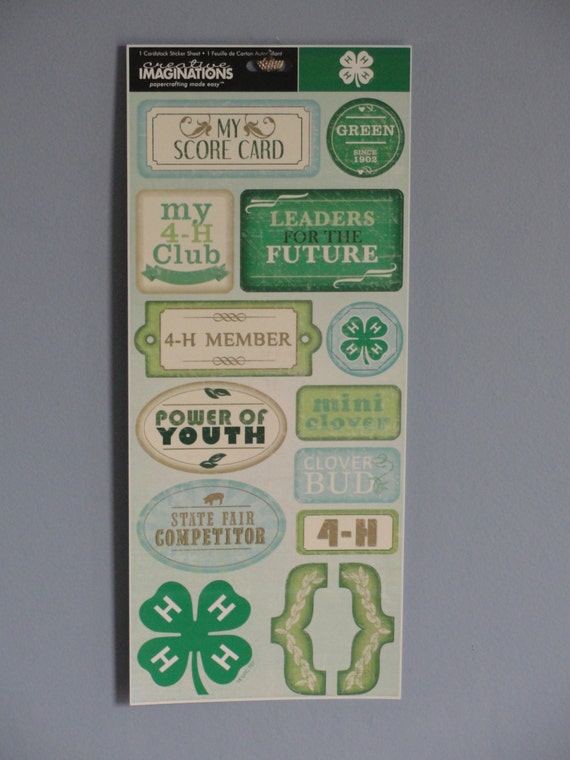 1 Cardstock Sticker Sheet • 1 Feuille de Carton
creative
IMAGINATIONS
papercrafting made easy™
H H
H H
MY
SCORE CARD
GREEN
SINCE
1902
my
4-H
Club
LEADERS
FOR THE
FUTURE
4-H MEMBER
H H
H H
POWER OF
YOUTH
mini
clover
CLOVER
BUD
STATE FAIR
COMPETITOR
4-H
H H
H H